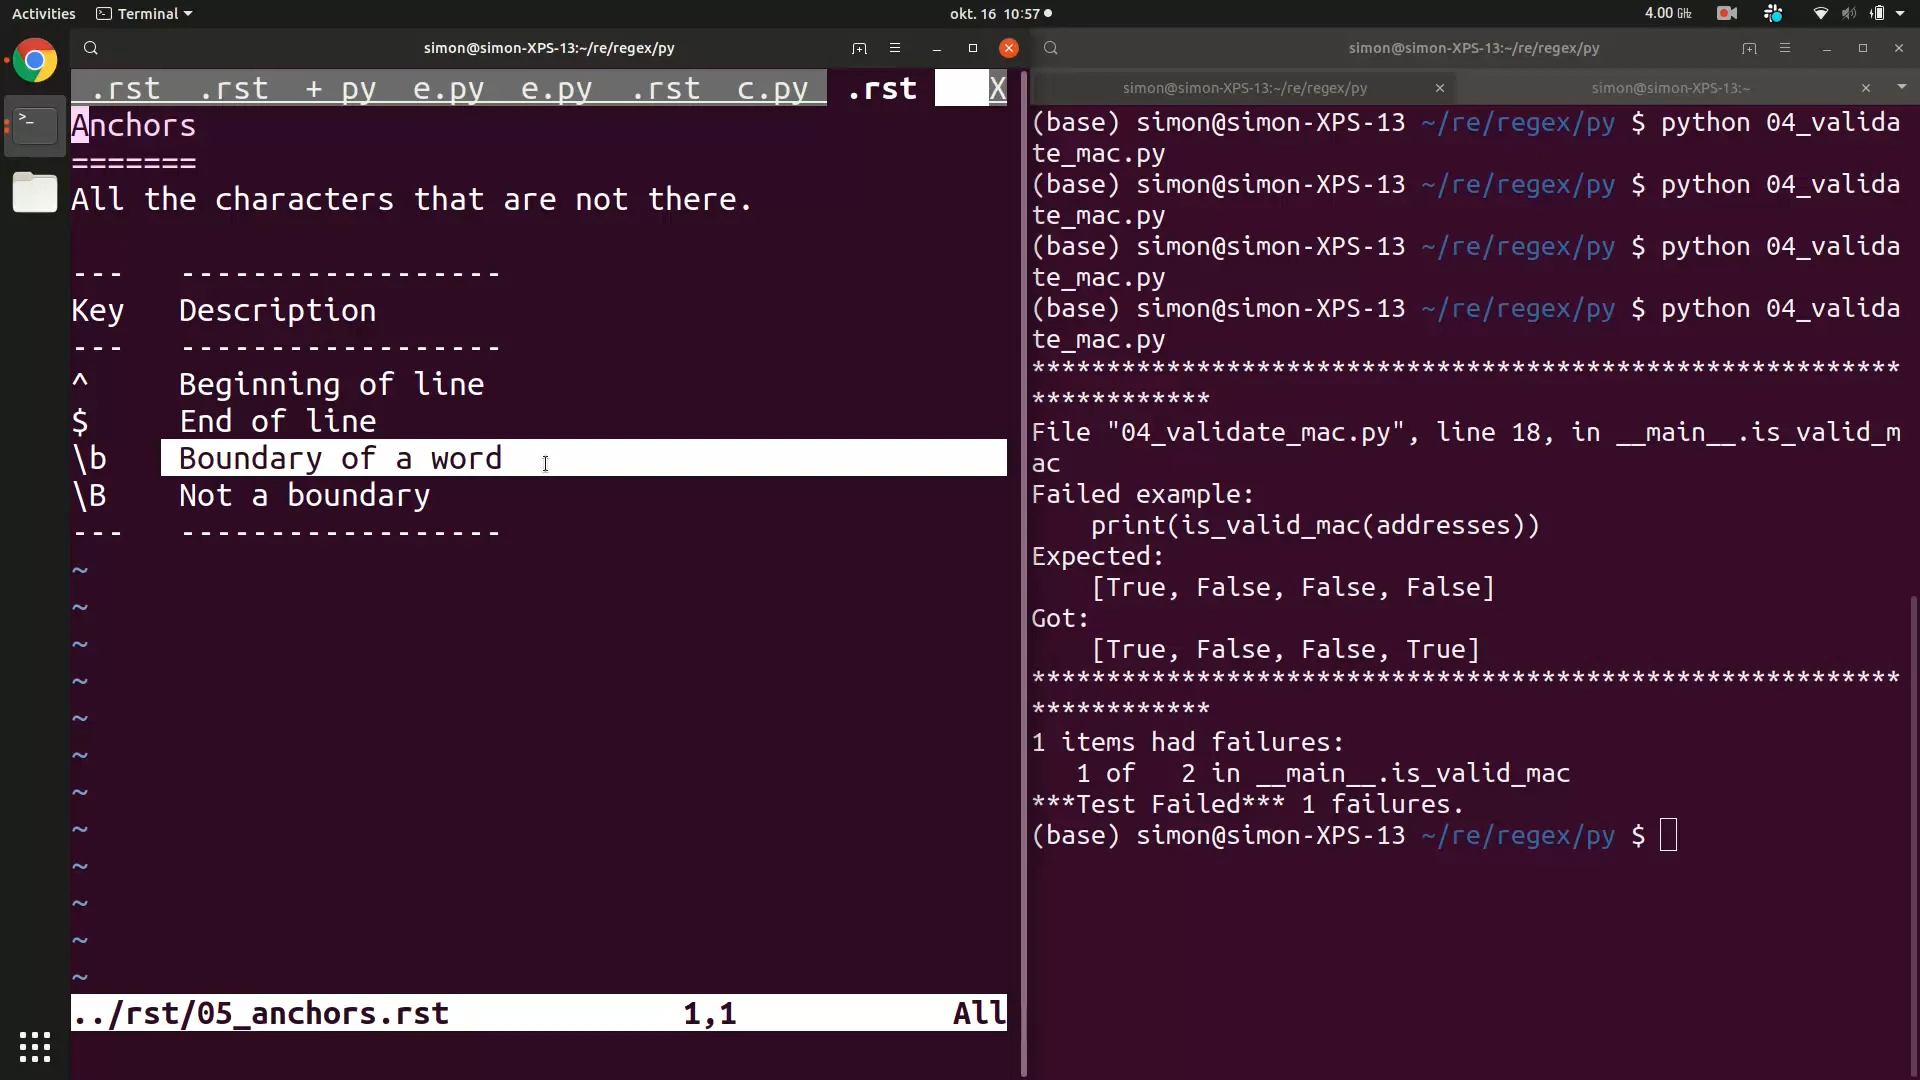 Activities
Terminal
okt. 16 10:57
4.00 GHz
simon@simon-XPS-13:~/re/regex/py
.rst .rst + py e.py e.py .rst c.py .rst X
Anchors
=======
All the characters that are not there.
--- ------------------
Key Description
--- ------------------
^ Beginning of line
$ End of line
\b Boundary of a word
\B Not a boundary
--- ------------------
~
~
~
~
~
~
~
~
~
~
~
~
../rst/05_anchors.rst 1,1 All
simon@simon-XPS-13:~/re/regex/py
simon@simon-XPS-13:~/re/regex/py
simon@simon-XPS-13:~
(base) simon@simon-XPS-13 ~/re/regex/py $ python 04_valida
te_mac.py
(base) simon@simon-XPS-13 ~/re/regex/py $ python 04_valida
te_mac.py
(base) simon@simon-XPS-13 ~/re/regex/py $ python 04_valida
te_mac.py
(base) simon@simon-XPS-13 ~/re/regex/py $ python 04_valida
te_mac.py
**********************************************************
************
File "04_validate_mac.py", line 18, in __main__.is_valid_m
ac
Failed example:
    print(is_valid_mac(addresses))
Expected:
    [True, False, False, False]
Got:
    [True, False, False, True]
**********************************************************
************
1 items had failures:
   1 of   2 in __main__.is_valid_mac
***Test Failed*** 1 failures.
(base) simon@simon-XPS-13 ~/re/regex/py $